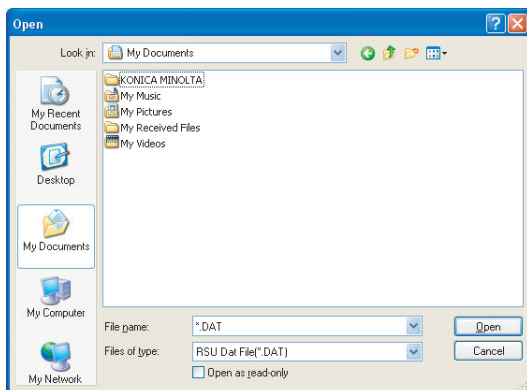 Open
Look in: My Documents
KONICA MINOLTA
My Music
My Pictures
My Received Files
My Videos
My Recent
Documents
Desktop
My Documents
My Computer
My Network
File name: *.DAT Open
Files of type: RSU Dat File(*.DAT) Cancel
Open as read-only